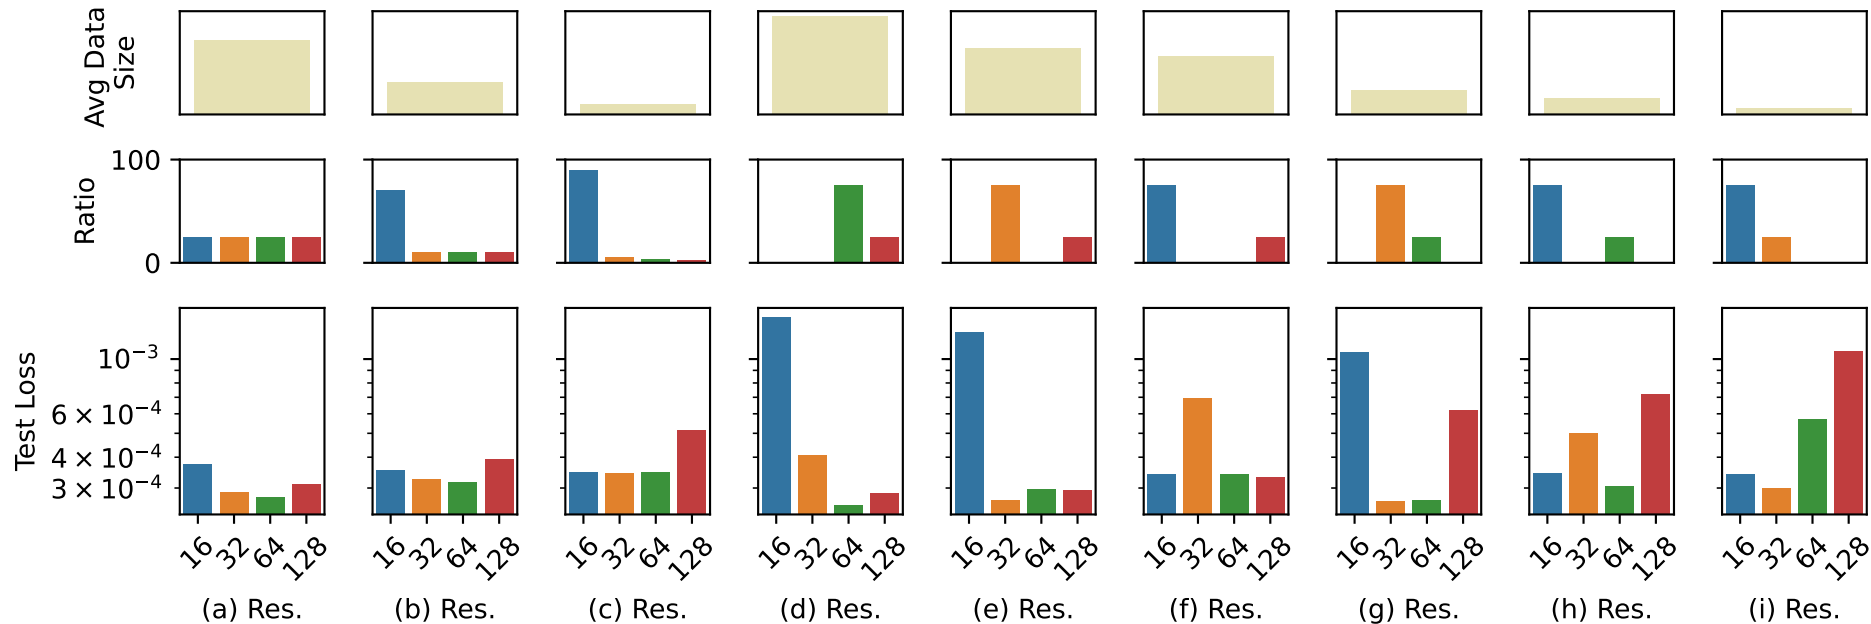 Avg Data
Size
100
0
Ratio
10⁻³
6 × 10⁻⁴
4 × 10⁻⁴
3 × 10⁻⁴
Test Loss
16 32 64 128 16 32 64 128 16 32 64 128 16 32 64 128 16 32 64 128 16 32 64 128 16 32 64 128 16 32 64 128 16 32 64 128
(a) Res. (b) Res. (c) Res. (d) Res. (e) Res. (f) Res. (g) Res. (h) Res. (i) Res.